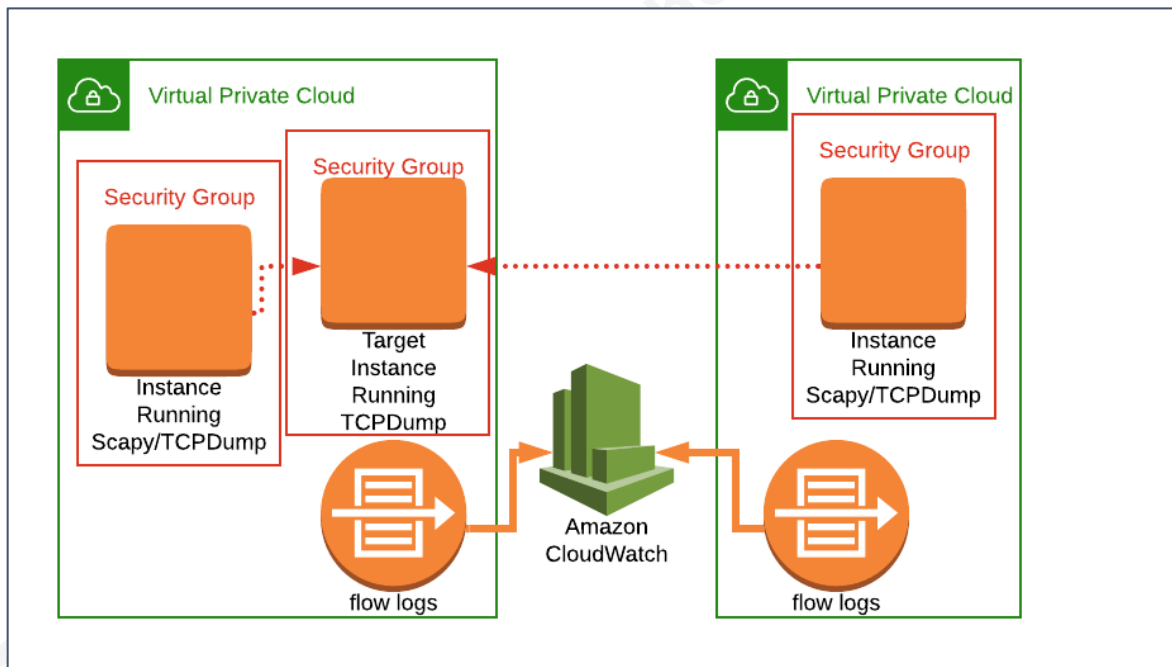 Virtual Private Cloud
Virtual Private Cloud
Security Group
Security Group
Security Group
Target
Instance
Running
TCPDump
Instance
Running
Scapy/TCPDump
Instance
Running
Scapy/TCPDump
Amazon
CloudWatch
flow logs
flow logs